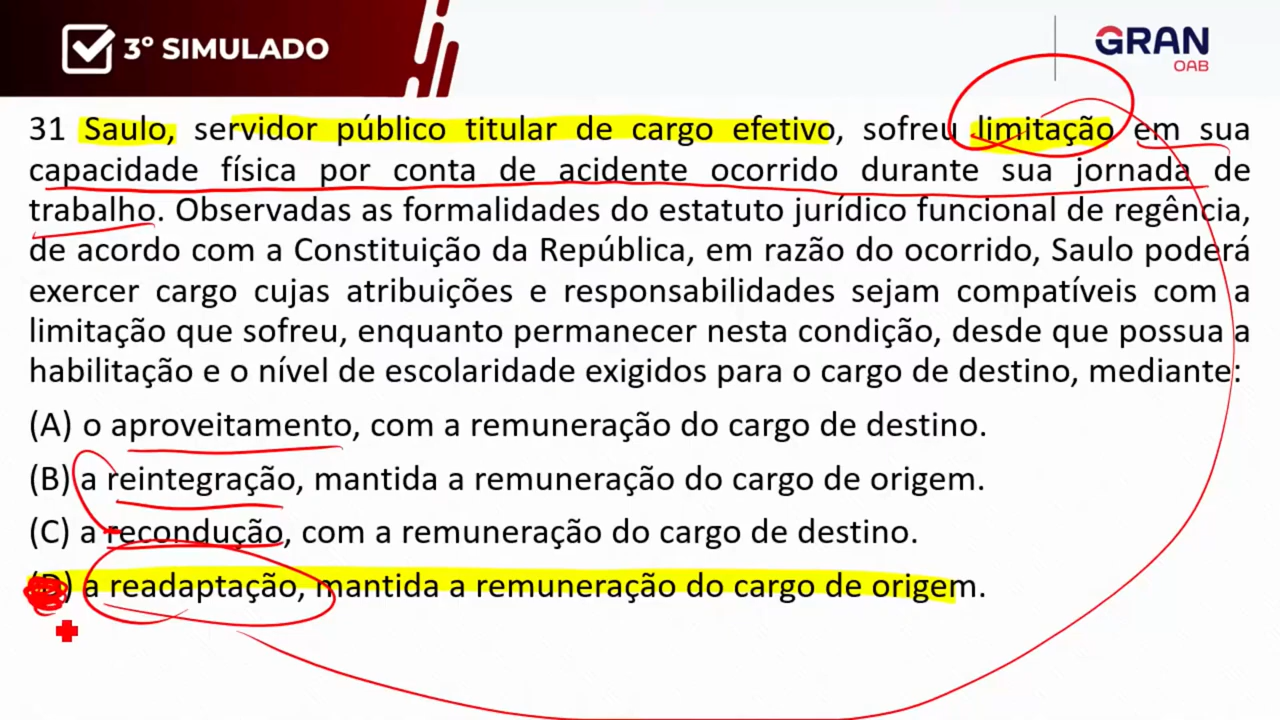 3º SIMULADO
GRAN
OAB
31 Saulo, servidor público titular de cargo efetivo, sofreu limitação em sua
capacidade física por conta de acidente ocorrido durante sua jornada de
trabalho. Observadas as formalidades do estatuto jurídico funcional de regência,
de acordo com a Constituição da República, em razão do ocorrido, Saulo poderá
exercer cargo cujas atribuições e responsabilidades sejam compatíveis com a
limitação que sofreu, enquanto permanecer nesta condição, desde que possua a
habilitação e o nível de escolaridade exigidos para o cargo de destino, mediante:
(A) o aproveitamento, com a remuneração do cargo de destino.
(B) a reintegração, mantida a remuneração do cargo de origem.
(C) a recondução, com a remuneração do cargo de destino.
(D) a readaptação, mantida a remuneração do cargo de origem.